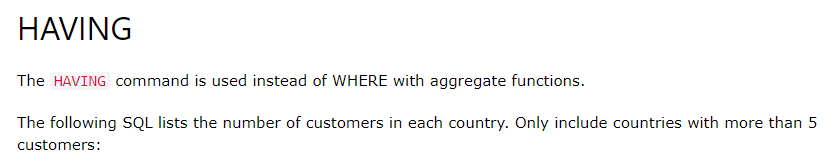 HAVING
The HAVING command is used instead of WHERE with aggregate functions.
The following SQL lists the number of customers in each country. Only include countries with more than 5
customers: